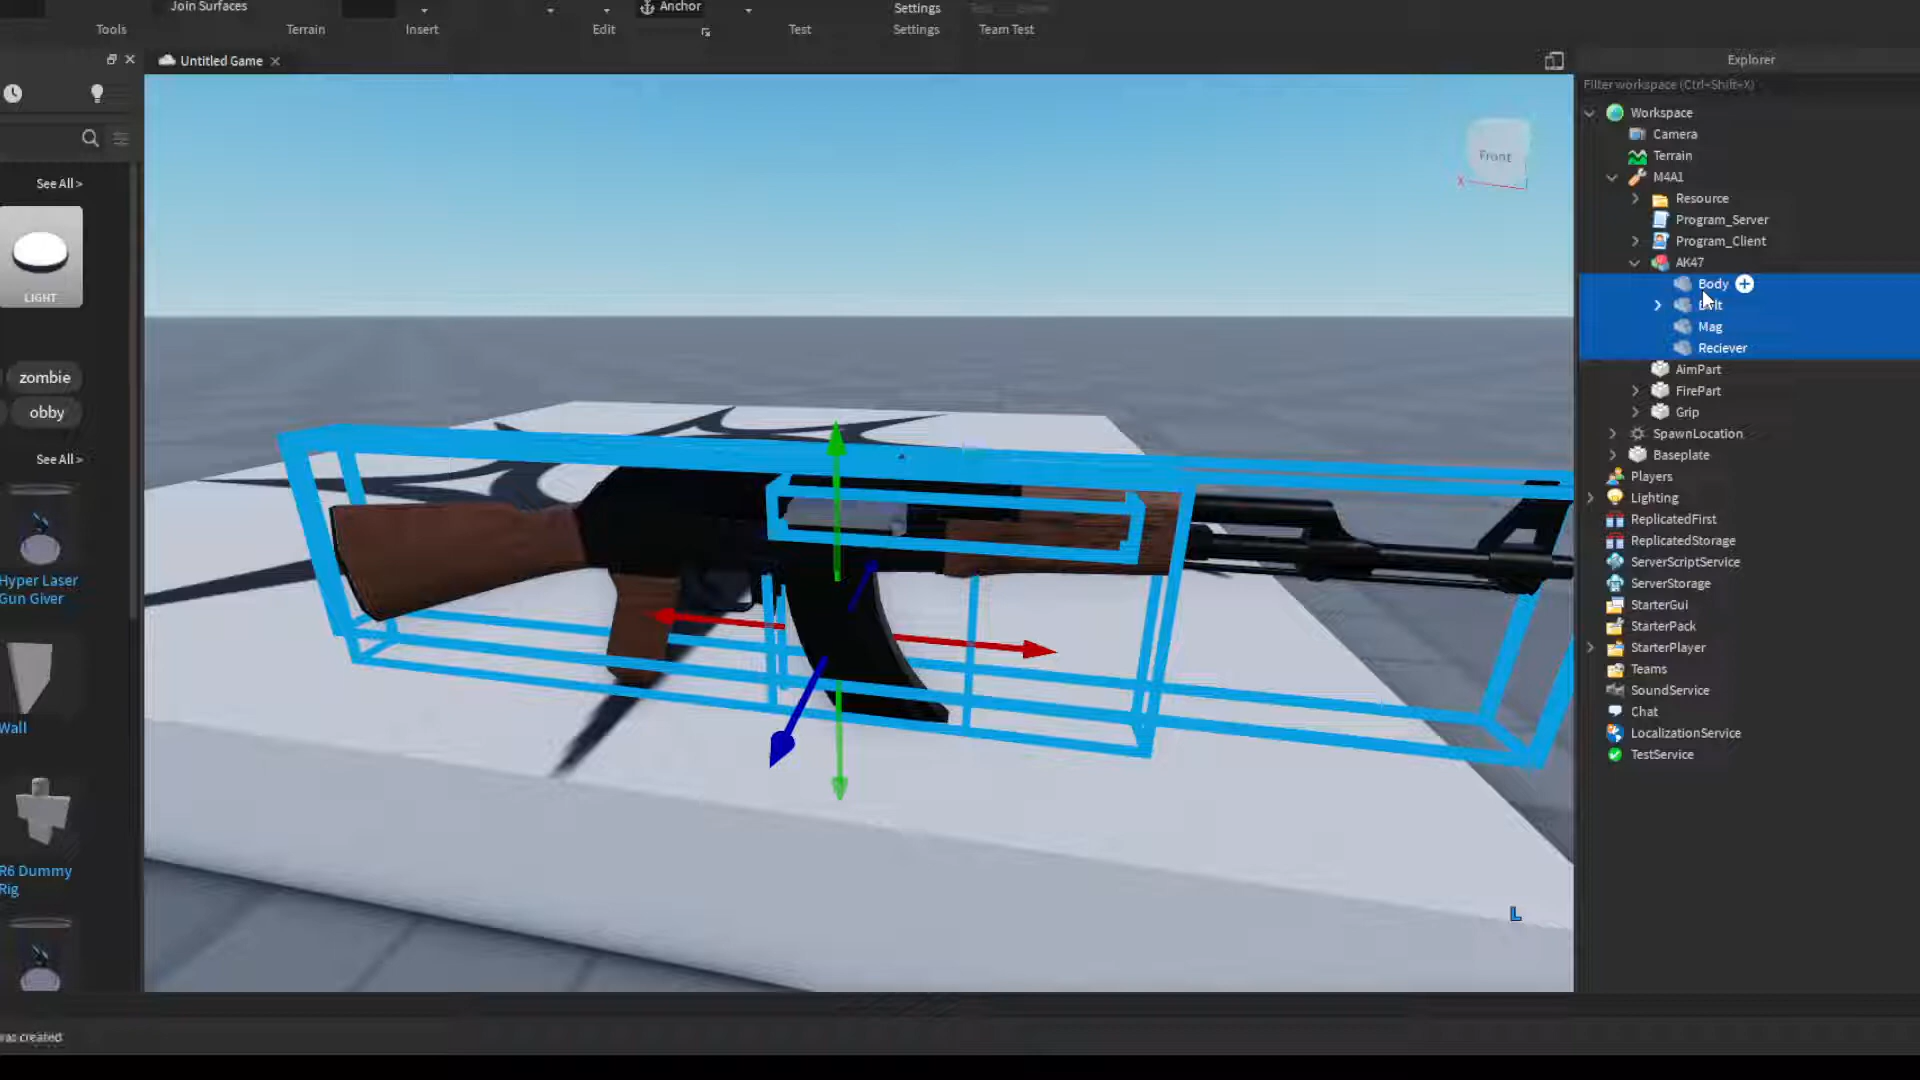 Join Surfaces
Anchor
Settings
Tools
Terrain
Insert
Edit
Test
Settings
Team Test
Untitled Game
Explorer
Filter workspace (Ctrl+Shift+X)
See All >
LIGHT
zombie
obby
See All >
Hyper Laser
Gun Giver
Wall
R6 Dummy
Rig
Front
X
L
Workspace
Camera
Terrain
M4A1
Resource
Program_Server
Program_Client
AK47
Body
Bolt
Mag
Reciever
AimPart
FirePart
Grip
SpawnLocation
Baseplate
Players
Lighting
ReplicatedFirst
ReplicatedStorage
ServerScriptService
ServerStorage
StarterGui
StarterPack
StarterPlayer
Teams
SoundService
Chat
LocalizationService
TestService
was created